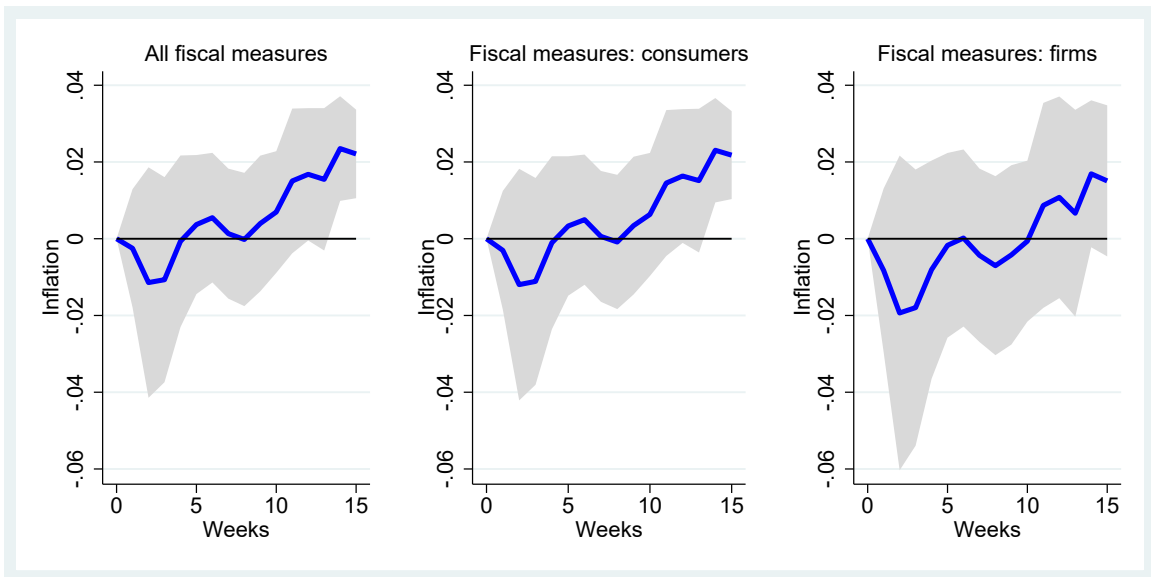 All fiscal measures
.04
.02
0
-.02
-.04
-.06
Inflation
0 5 10 15
Weeks
Fiscal measures: consumers
.04
.02
0
-.02
-.04
-.06
Inflation
0 5 10 15
Weeks
Fiscal measures: firms
.04
.02
0
-.02
-.04
-.06
Inflation
0 5 10 15
Weeks